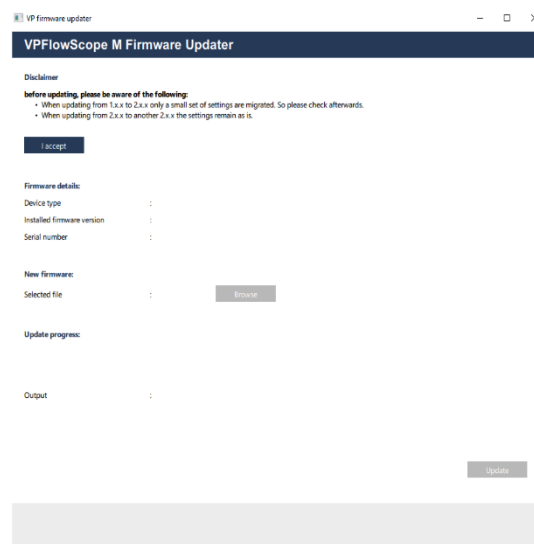 VP firmware updater
VPFlowScope M Firmware Updater
Disclaimer
before updating, please be aware of the following:
• When updating from 1.x.x to 2.x.x only a small set of settings are migrated. So please check afterwards.
• When updating from 2.x.x to another 2.x.x the settings remain as is.
I accept
Firmware details:
Device type :
Installed firmware version :
Serial number :
New firmware:
Selected file : Browse
Update progress:
Output :
Update